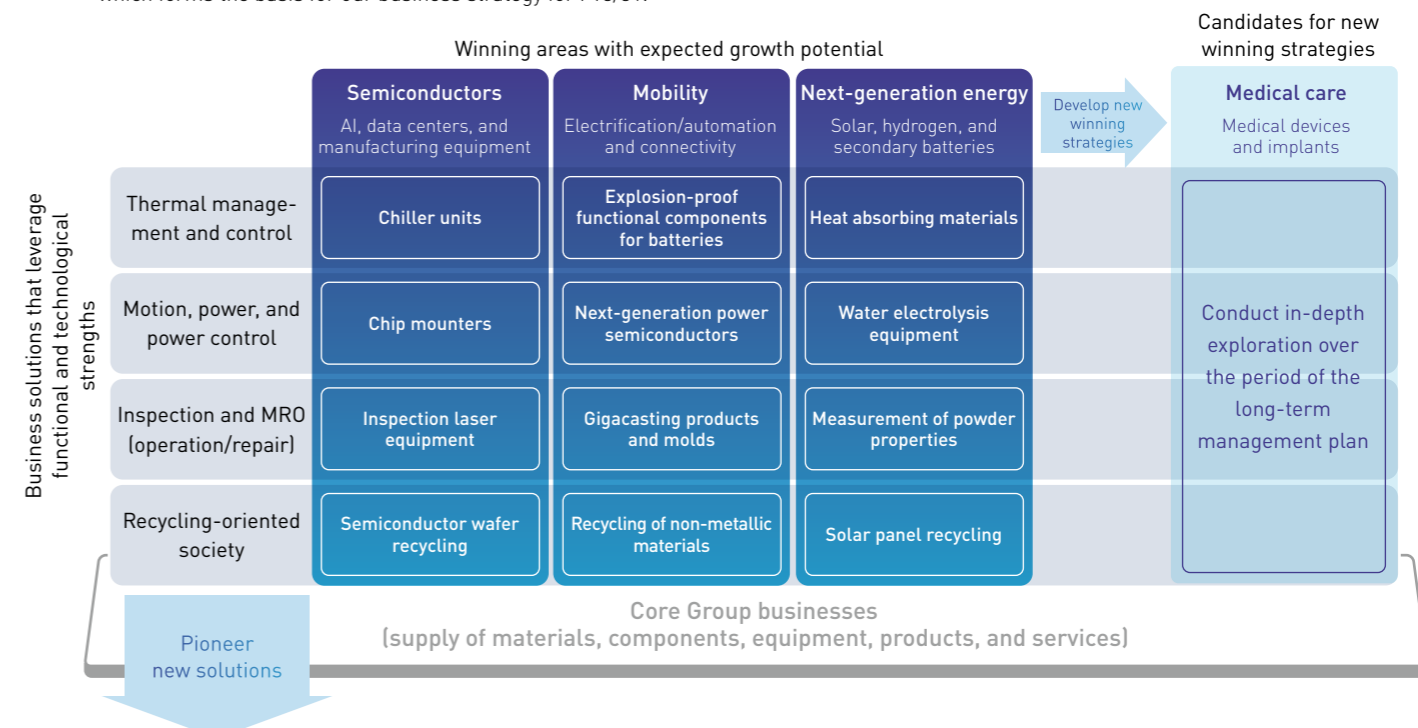 Candidates for new
winning strategies
Winning areas with expected growth potential
Semiconductors
AI, data centers, and
manufacturing equipment
Mobility
Electrification/automation
and connectivity
Next-generation energy
Solar, hydrogen, and
secondary batteries
Develop new
winning
strategies
Medical care
Medical devices
and implants
Business solutions that leverage
functional and technological
strengths
Thermal manage-
ment and control
Chiller units
Explosion-proof
functional components
for batteries
Heat absorbing materials
Motion, power, and
power control
Chip mounters
Next-generation power
semiconductors
Water electrolysis
equipment
Inspection and MRO
(operation/repair)
Inspection laser
equipment
Gigacasting products
and molds
Measurement of powder
properties
Recycling-oriented
society
Semiconductor wafer
recycling
Recycling of non-metallic
materials
Solar panel recycling
Conduct in-depth
exploration over
the period of the
long-term
management plan
Core Group businesses
(supply of materials, components, equipment, products, and services)
Pioneer
new solutions